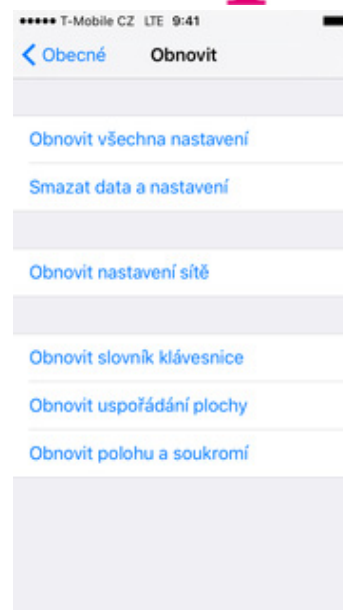 ●●●●● T-Mobile CZ LTE 9:41
Obecné Obnovit
Obnovit všechna nastavení
Smazat data a nastavení
Obnovit nastavení sítě
Obnovit slovník klávesnice
Obnovit uspořádání plochy
Obnovit polohu a soukromí